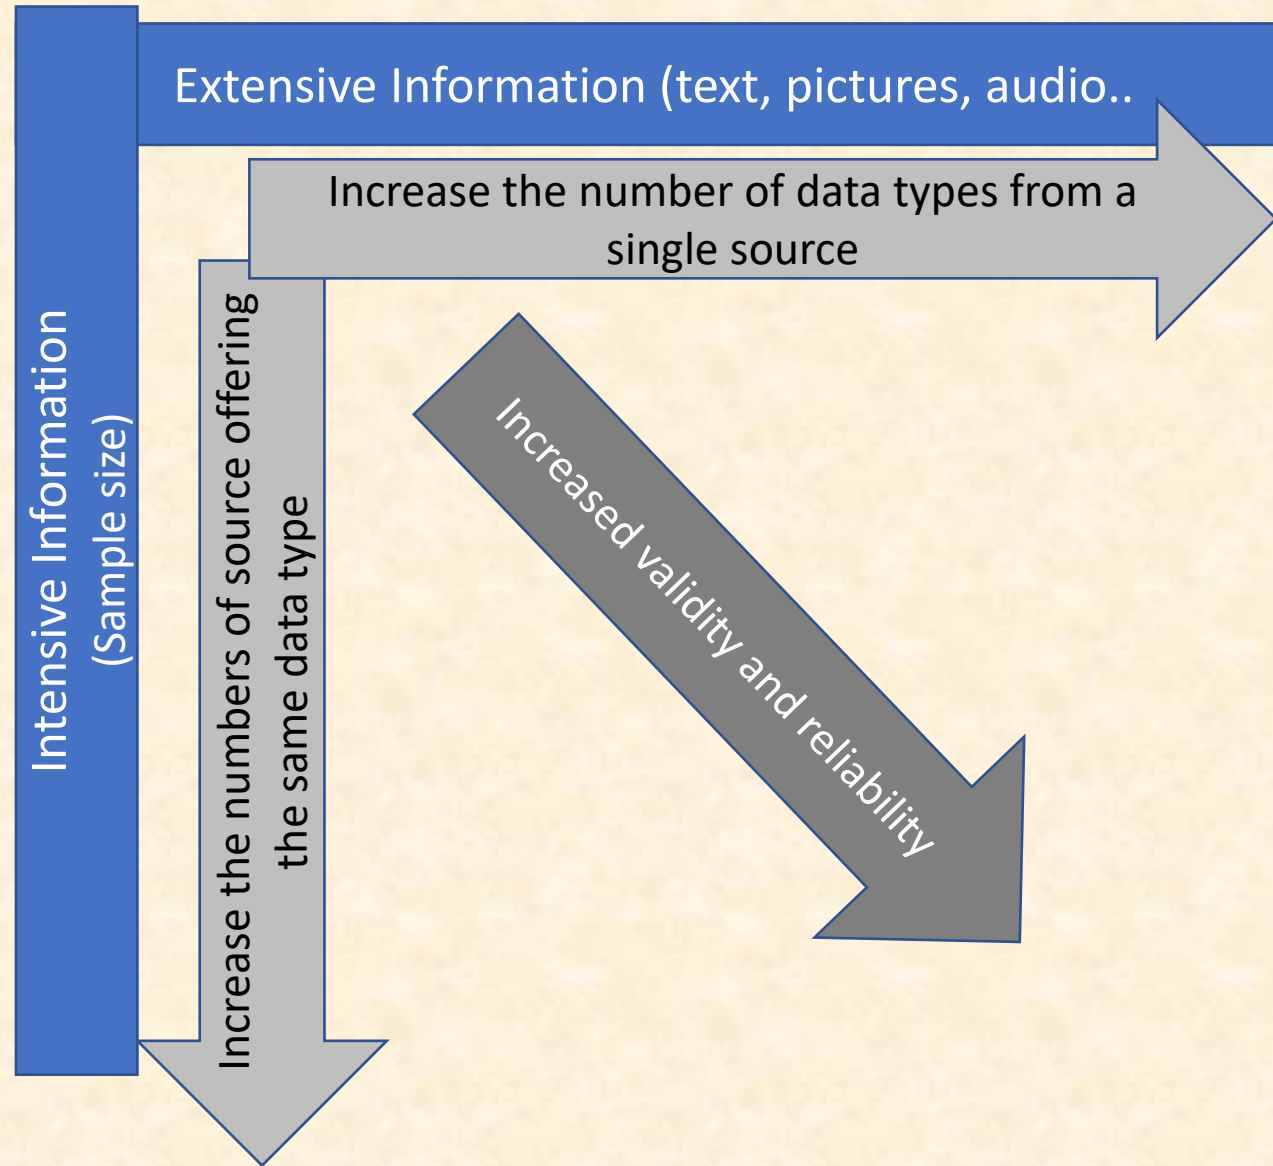 Extensive Information (text, pictures, audio..
Increase the number of data types from a
single source
Intensive Information
(Sample size)
Increase the numbers of source offering
the same data type
Increased validity and reliability